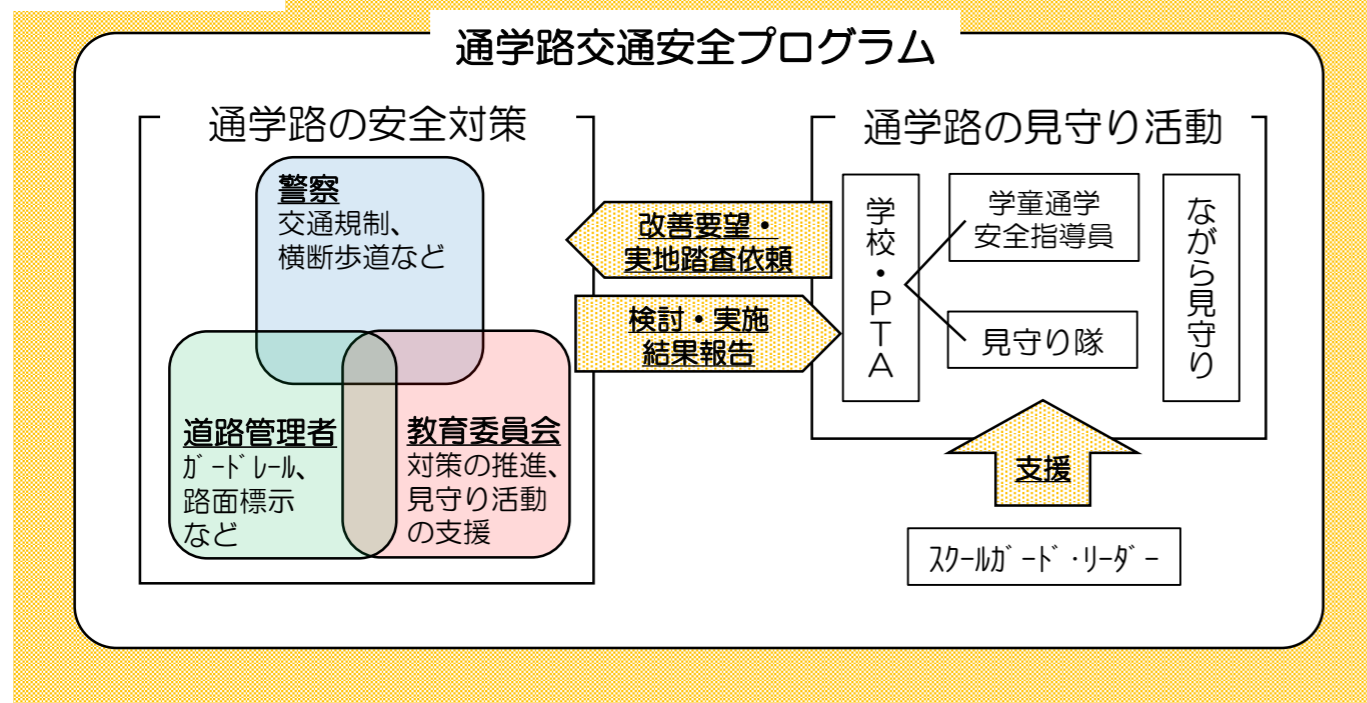 通学路交通安全プログラム
通学路の安全対策
警察
交通規制、
横断歩道など
道路管理者
ｶﾞｰﾄﾞﾚｰﾙ、
路面標示
など
教育委員会
対策の推進、
見守り活動
の支援
改善要望・
実地踏査依頼
検討・実施
結果報告
通学路の見守り活動
学校・PTA
学童通学
安全指導員
見守り隊
ながら見守り
支援
ｽｸｰﾙｶﾞｰﾄﾞ・ﾘｰﾀﾞｰ